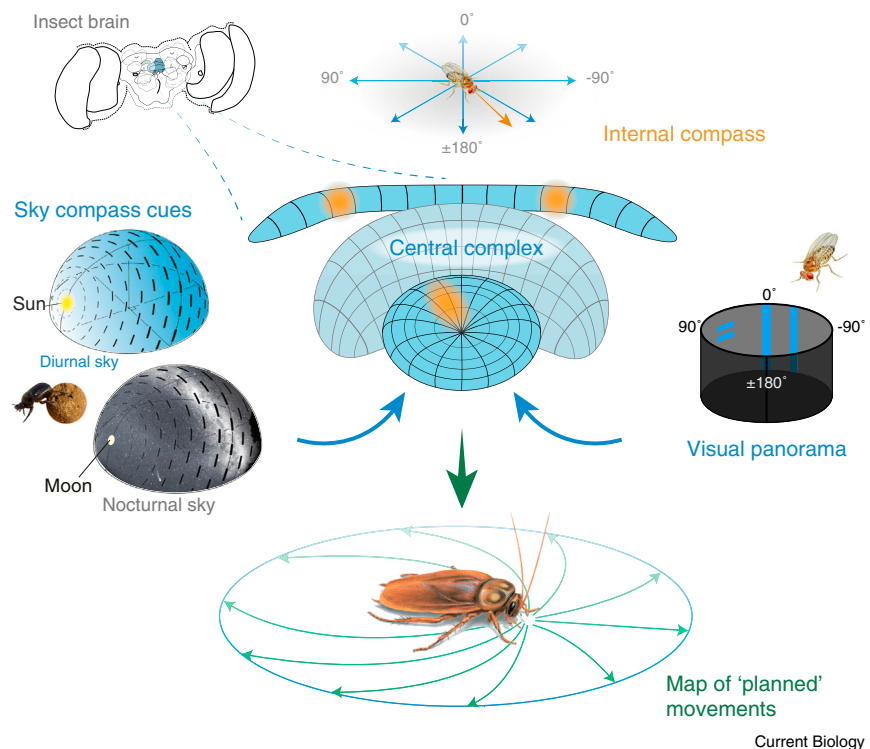 Insect brain
0°
90°
-90°
±180°
Internal compass
Sky compass cues
Central complex
Sun
Diurnal sky
0°
90°
-90°
±180°
Visual panorama
Moon
Nocturnal sky
Map of ‘planned’
movements
Current Biology